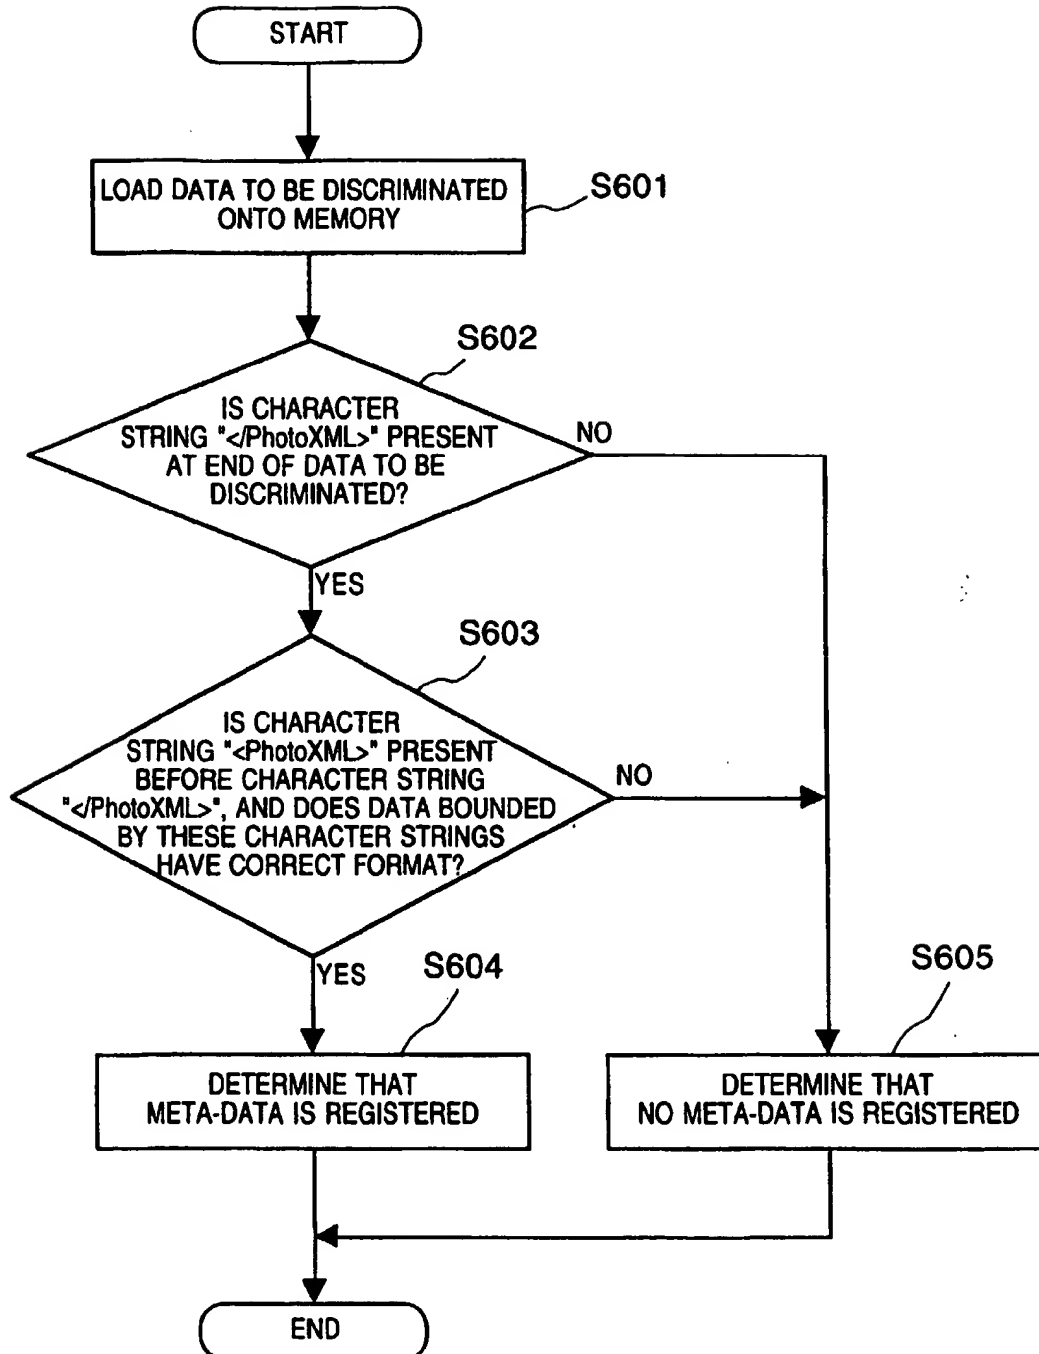 START
LOAD DATA TO BE DISCRIMINATED
ONTO MEMORY
S601
S602
IS CHARACTER
STRING "</PhotoXML>" PRESENT
AT END OF DATA TO BE
DISCRIMINATED?
NO
YES
S603
IS CHARACTER
STRING "<PhotoXML>" PRESENT
BEFORE CHARACTER STRING
"</PhotoXML>", AND DOES DATA BOUNDED
BY THESE CHARACTER STRINGS
HAVE CORRECT FORMAT?
NO
YES
S604
DETERMINE THAT
META-DATA IS REGISTERED
S605
DETERMINE THAT
NO META-DATA IS REGISTERED
END